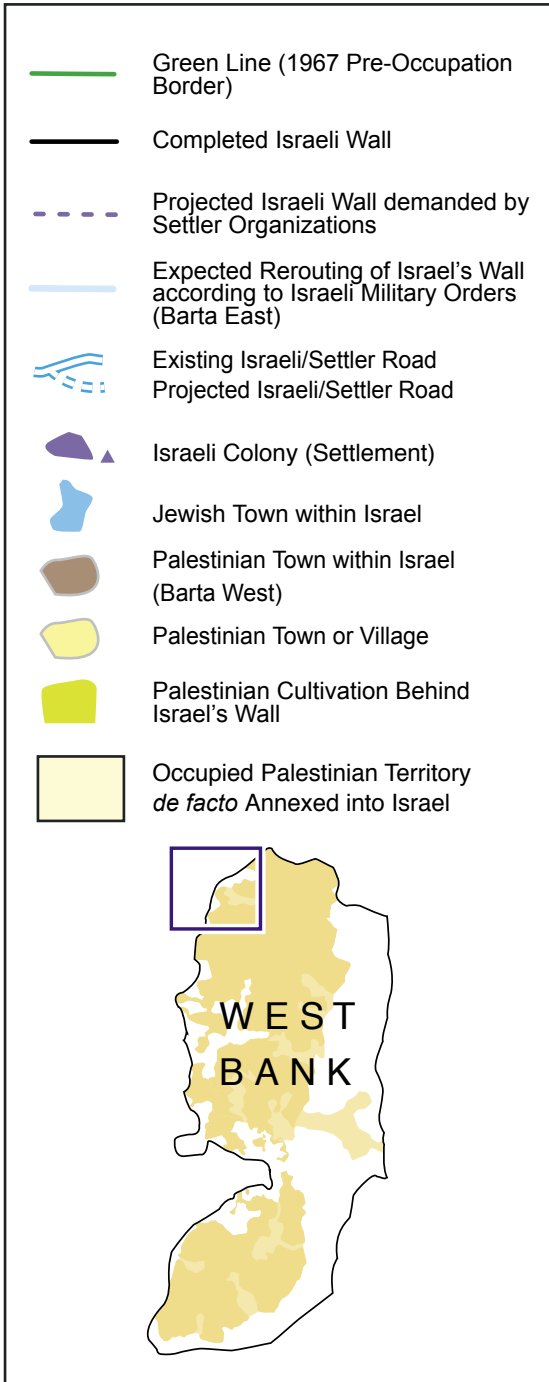 Green Line (1967 Pre-Occupation
Border)
Completed Israeli Wall
Projected Israeli Wall demanded by
Settler Organizations
Expected Rerouting of Israel's Wall
according to Israeli Military Orders
(Barta East)
Existing Israeli/Settler Road
Projected Israeli/Settler Road
Israeli Colony (Settlement)
Jewish Town within Israel
Palestinian Town within Israel
(Barta West)
Palestinian Town or Village
Palestinian Cultivation Behind
Israel's Wall
Occupied Palestinian Territory
de facto Annexed into Israel
WEST
BANK